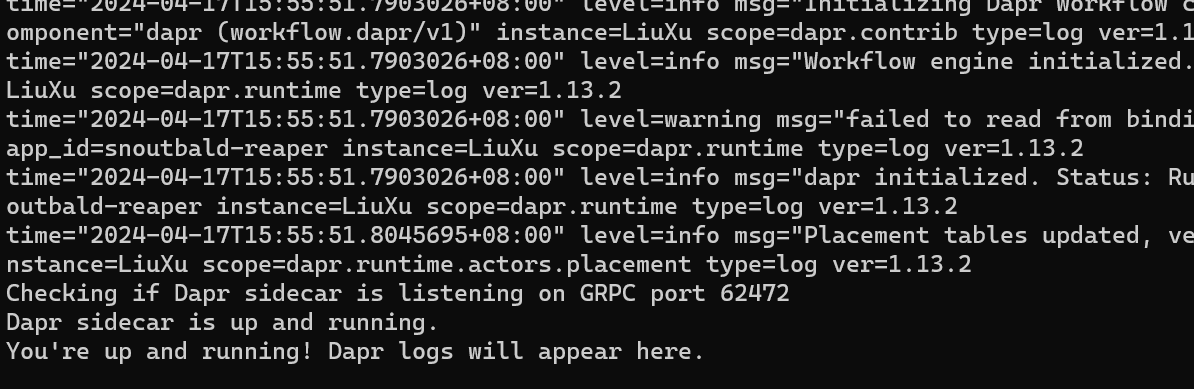 time="2024-04-17T15:55:51.7903026+08:00" level=info msg="Initializing Dapr Workflow c
omponent="dapr (workflow.dapr/v1)" instance=LiuXu scope=dapr.contrib type=log ver=1.1
time="2024-04-17T15:55:51.7903026+08:00" level=info msg="Workflow engine initialized.
LiuXu scope=dapr.runtime type=log ver=1.13.2
time="2024-04-17T15:55:51.7903026+08:00" level=warning msg="failed to read from bindi
app_id=snoutbald-reaper instance=LiuXu scope=dapr.runtime type=log ver=1.13.2
time="2024-04-17T15:55:51.7903026+08:00" level=info msg="dapr initialized. Status: Ru
outbald-reaper instance=LiuXu scope=dapr.runtime type=log ver=1.13.2
time="2024-04-17T15:55:51.8045695+08:00" level=info msg="Placement tables updated, ve
nstance=LiuXu scope=dapr.runtime.actors.placement type=log ver=1.13.2
Checking if Dapr sidecar is listening on GRPC port 62472
Dapr sidecar is up and running.
You're up and running! Dapr logs will appear here.